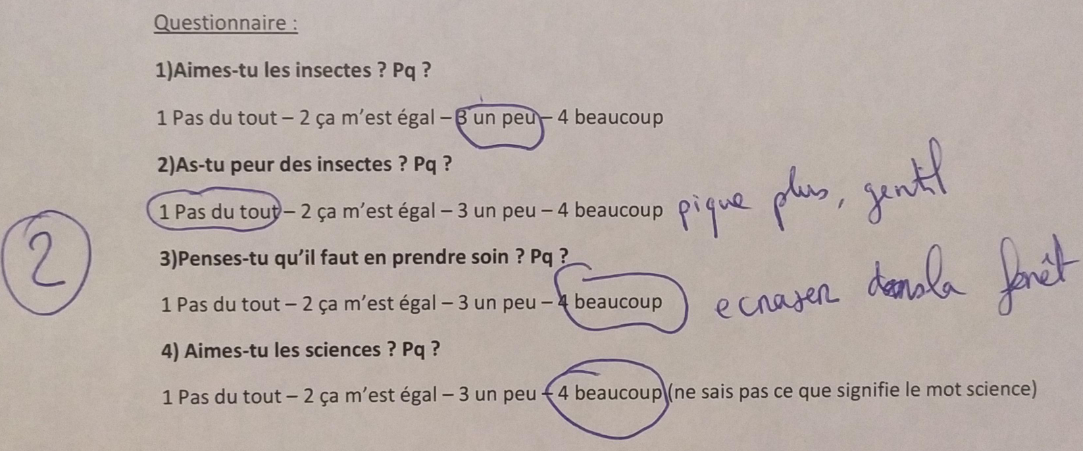 Questionnaire :
1)Aimes-tu les insectes ? Pq ?
1 Pas du tout – 2 ça m'est égal – 3 un peu – 4 beaucoup
2)As-tu peur des insectes ? Pq ?
1 Pas du tout – 2 ça m'est égal – 3 un peu – 4 beaucoup pique plus, gentil
2
3)Penses-tu qu'il faut en prendre soin ? Pq ?
1 Pas du tout – 2 ça m'est égal – 3 un peu – 4 beaucoup ecraser dans la forêt
4) Aimes-tu les sciences ? Pq ?
1 Pas du tout – 2 ça m'est égal – 3 un peu – 4 beaucoup (ne sais pas ce que signifie le mot science)